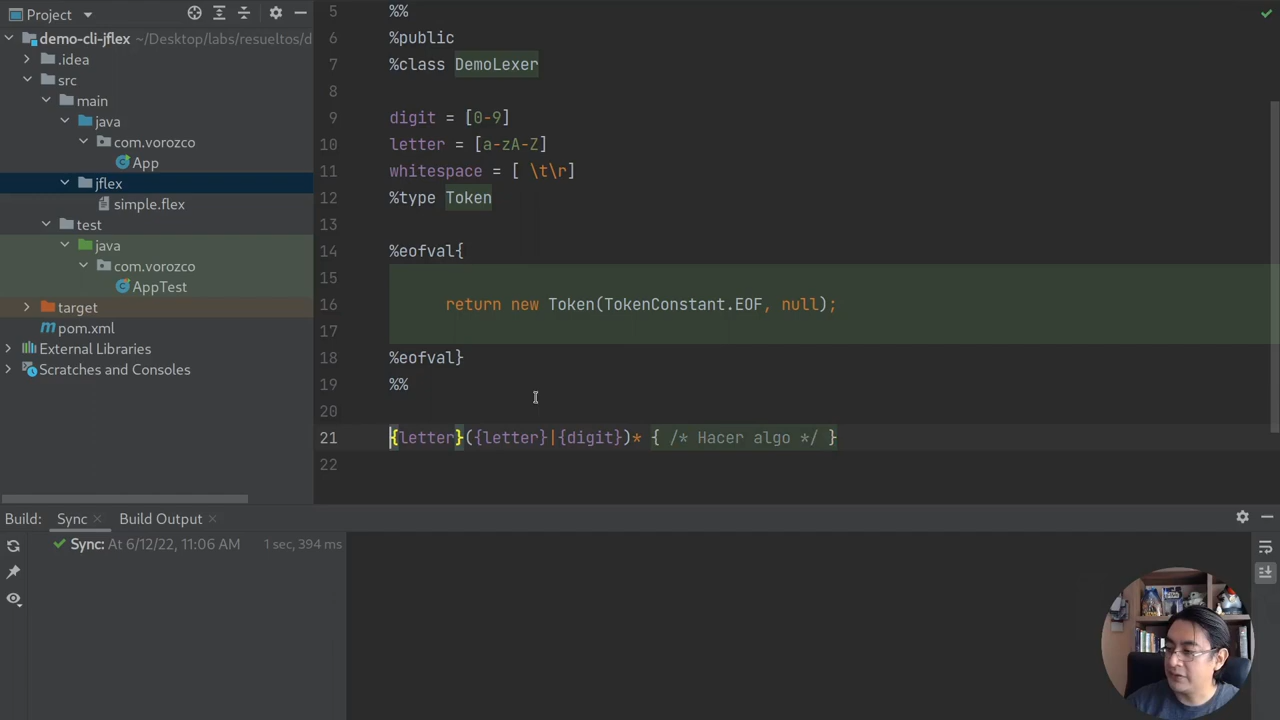 Project
demo-cli-jflex ~/Desktop/labs/resueltos/d
.idea
src
main
java
com.vorozco
App
jflex
simple.flex
test
java
com.vorozco
AppTest
target
pom.xml
External Libraries
Scratches and Consoles
5 %%
6 %public
7 %class DemoLexer
8
9 digit = [0-9]
10 letter = [a-zA-Z]
11 whitespace = [ \t\r]
12 %type Token
13
14 %eofval{
15
16 return new Token(TokenConstant.EOF, null);
17
18 %eofval}
19 %%
20
21 {letter}({letter}|{digit})* { /* Hacer algo */ }
22
Build: Sync Build Output
Sync: At 6/12/22, 11:06 AM 1 sec, 394 ms